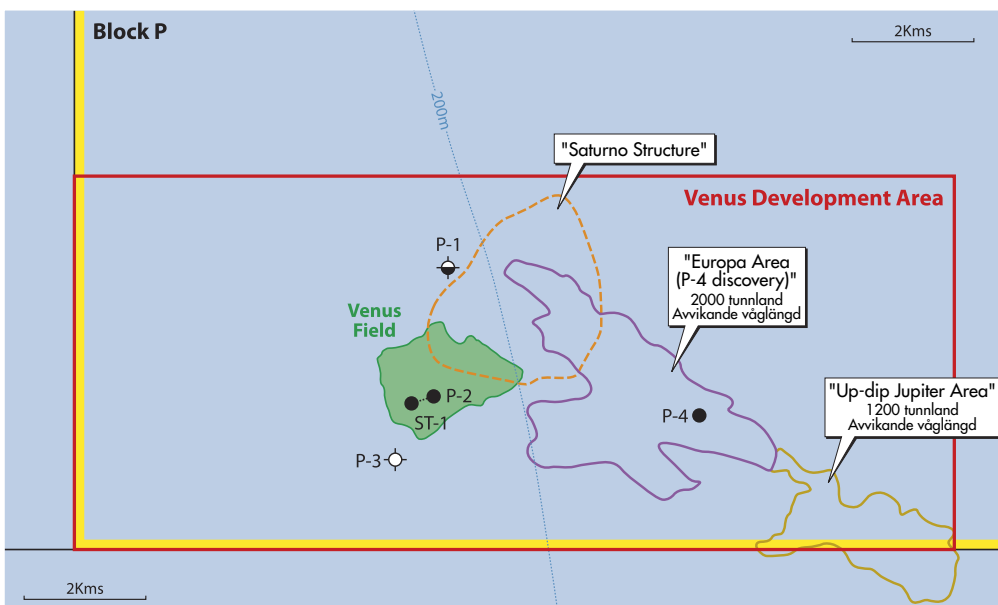 Block P
2Kms
200m
"Saturno Structure"
Venus Development Area
P-1
"Europa Area
(P-4 discovery)"
2000 tunnland
Avvikande våglängd
Venus
Field
"Up-dip Jupiter Area"
1200 tunnland
Avvikande våglängd
P-2
ST-1
P-4
P-3
2Kms